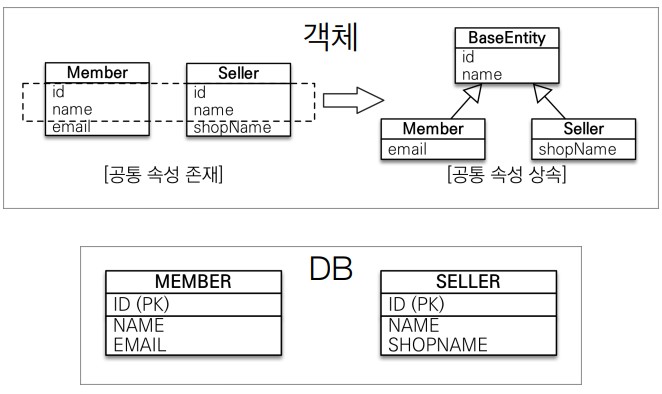 객체
Member
id
name
email
Seller
id
name
shopName
[공통 속성 존재]
BaseEntity
id
name
Member
email
Seller
shopName
[공통 속성 상속]
DB
MEMBER
ID (PK)
NAME
EMAIL
SELLER
ID (PK)
NAME
SHOPNAME